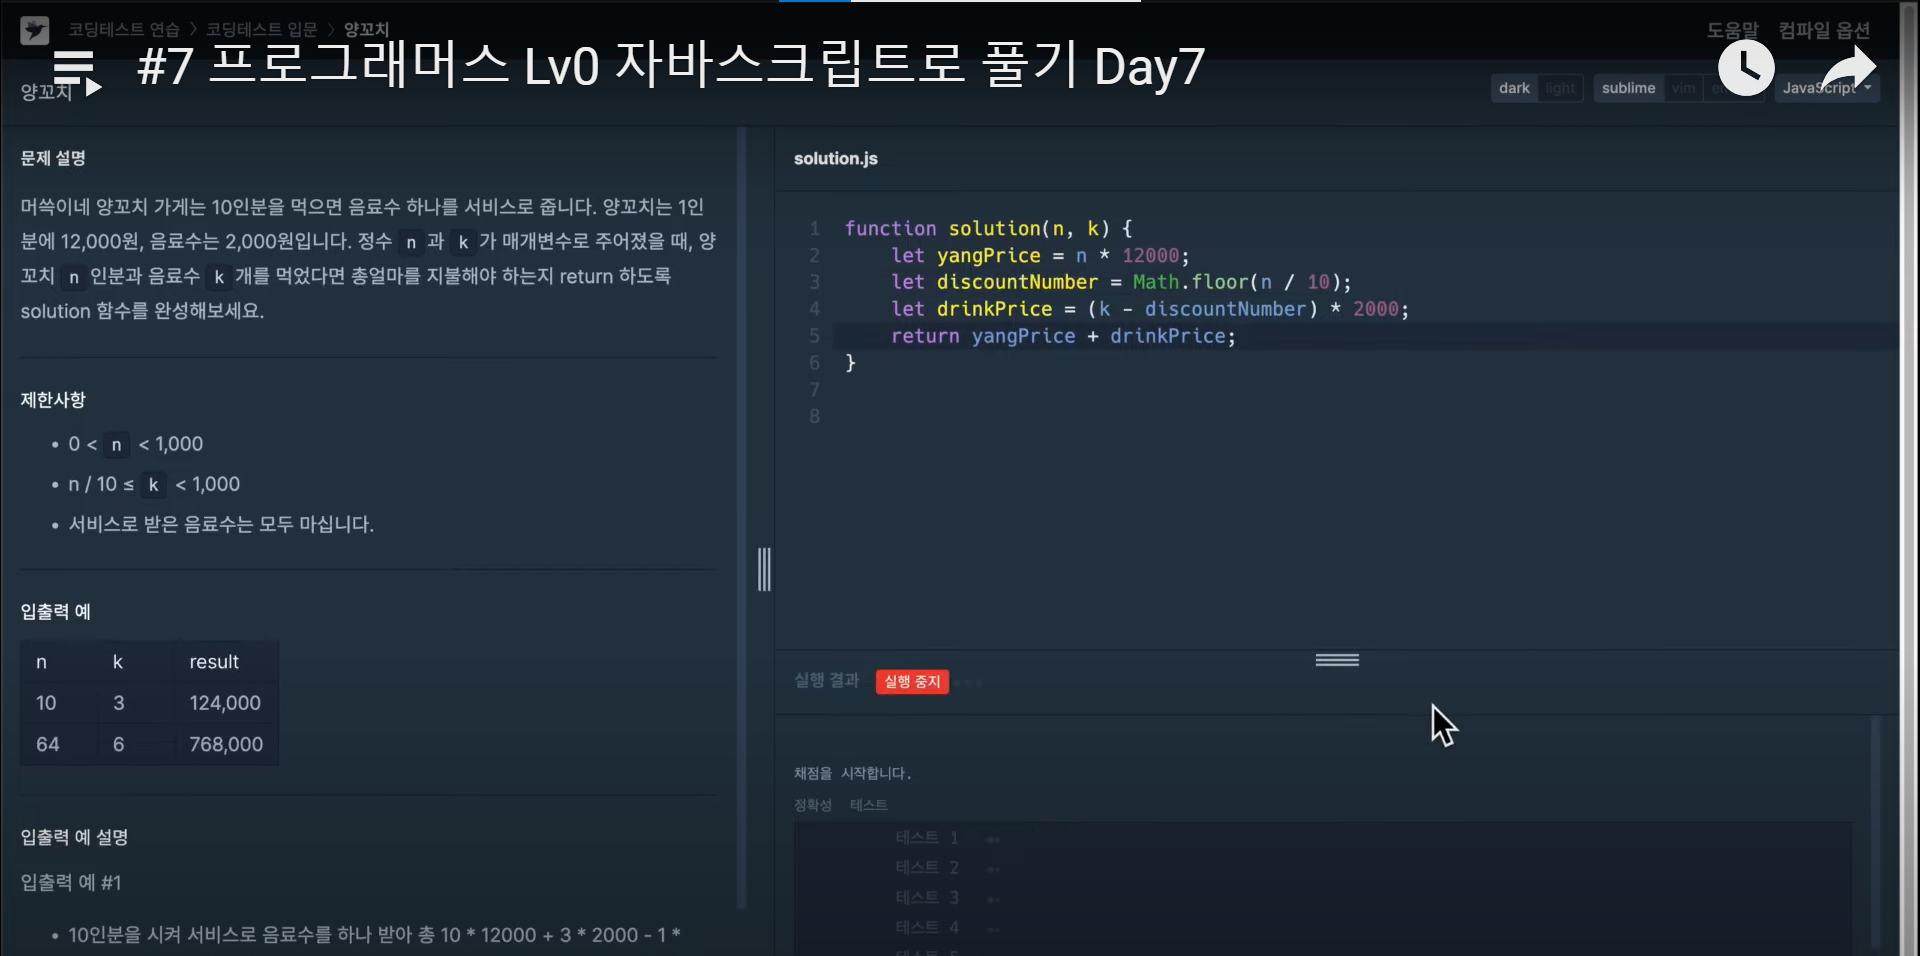 코딩테스트 연습 > 코딩테스트 입문 > 양꼬치
도움말 컴파일 옵션
#7 프로그래머스 Lv0 자바스크립트로 풀기 Day7
양꼬치
dark light sublime vim JavaScript
문제 설명
머쓱이네 양꼬치 가게는 10인분을 먹으면 음료수 하나를 서비스로 줍니다. 양꼬치는 1인
분에 12,000원, 음료수는 2,000원입니다. 정수 n 과 k 가 매개변수로 주어졌을 때, 양
꼬치 n 인분과 음료수 k 개를 먹었다면 총얼마를 지불해야 하는지 return 하도록
solution 함수를 완성해보세요.
제한사항
• 0 < n < 1,000
• n / 10 ≤ k < 1,000
• 서비스로 받은 음료수는 모두 마십니다.
입출력 예
n k result
10 3 124,000
64 6 768,000
입출력 예 설명
입출력 예 #1
• 10인분을 시켜 서비스로 음료수를 하나 받아 총 10 * 12000 + 3 * 2000 - 1 *
solution.js
1 function solution(n, k) {
2 let yangPrice = n * 12000;
3 let discountNumber = Math.floor(n / 10);
4 let drinkPrice = (k - discountNumber) * 2000;
5 return yangPrice + drinkPrice;
6 }
7
8
실행 결과 실행 중지
채점을 시작합니다.
정확성 테스트
테스트 1
테스트 2
테스트 3
테스트 4